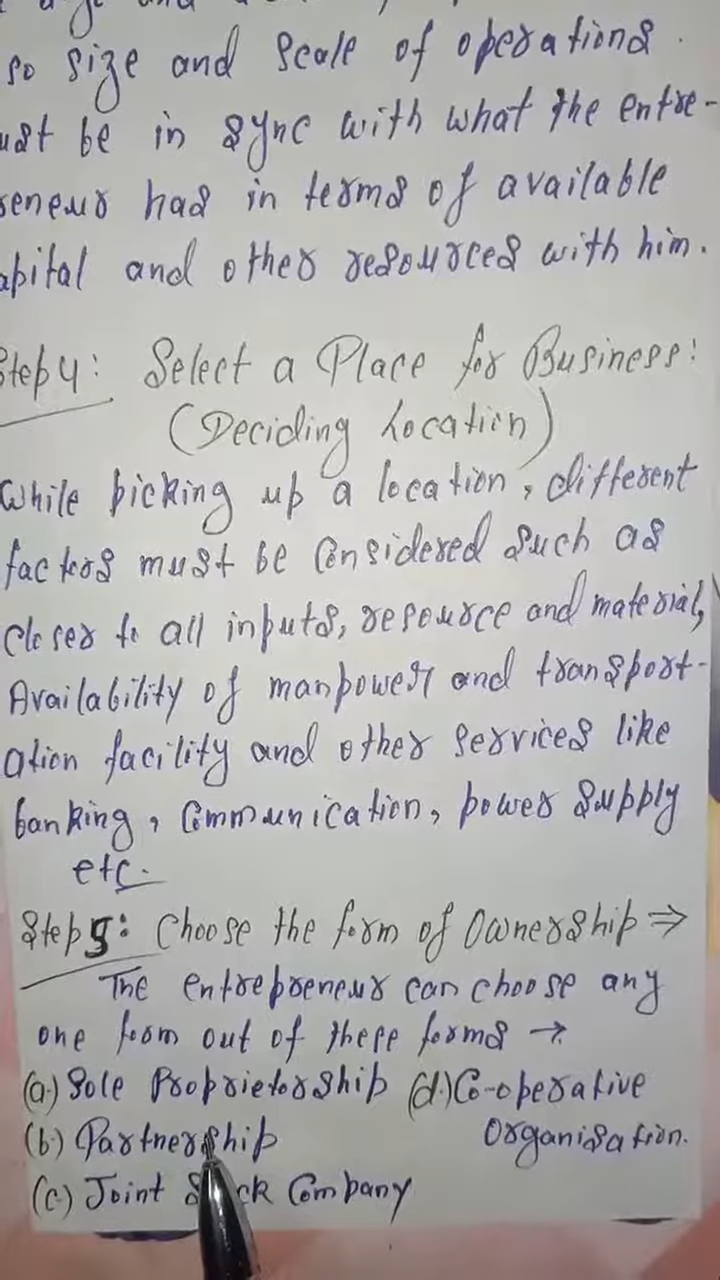 so size and scale of operations.
ust be in sync with what the entre-
reneur has in terms of available
apital and other resources with him.
Step 4: Select a Place for Business:
(Deciding Location)
While picking up a location, different
factors must be Considered such as
closer to all inputs, resource and material,
Availability of manpower and transport-
ation facility and other services like
banking, Communication, power supply
etc.
Step 5: Choose the form of Ownership ⇒
The entrepreneur can choose any
one form out of these forms →
(a) Sole Proprietorship (d) Co-operative
(b) Partnership Organisation.
(c) Joint Stock Company